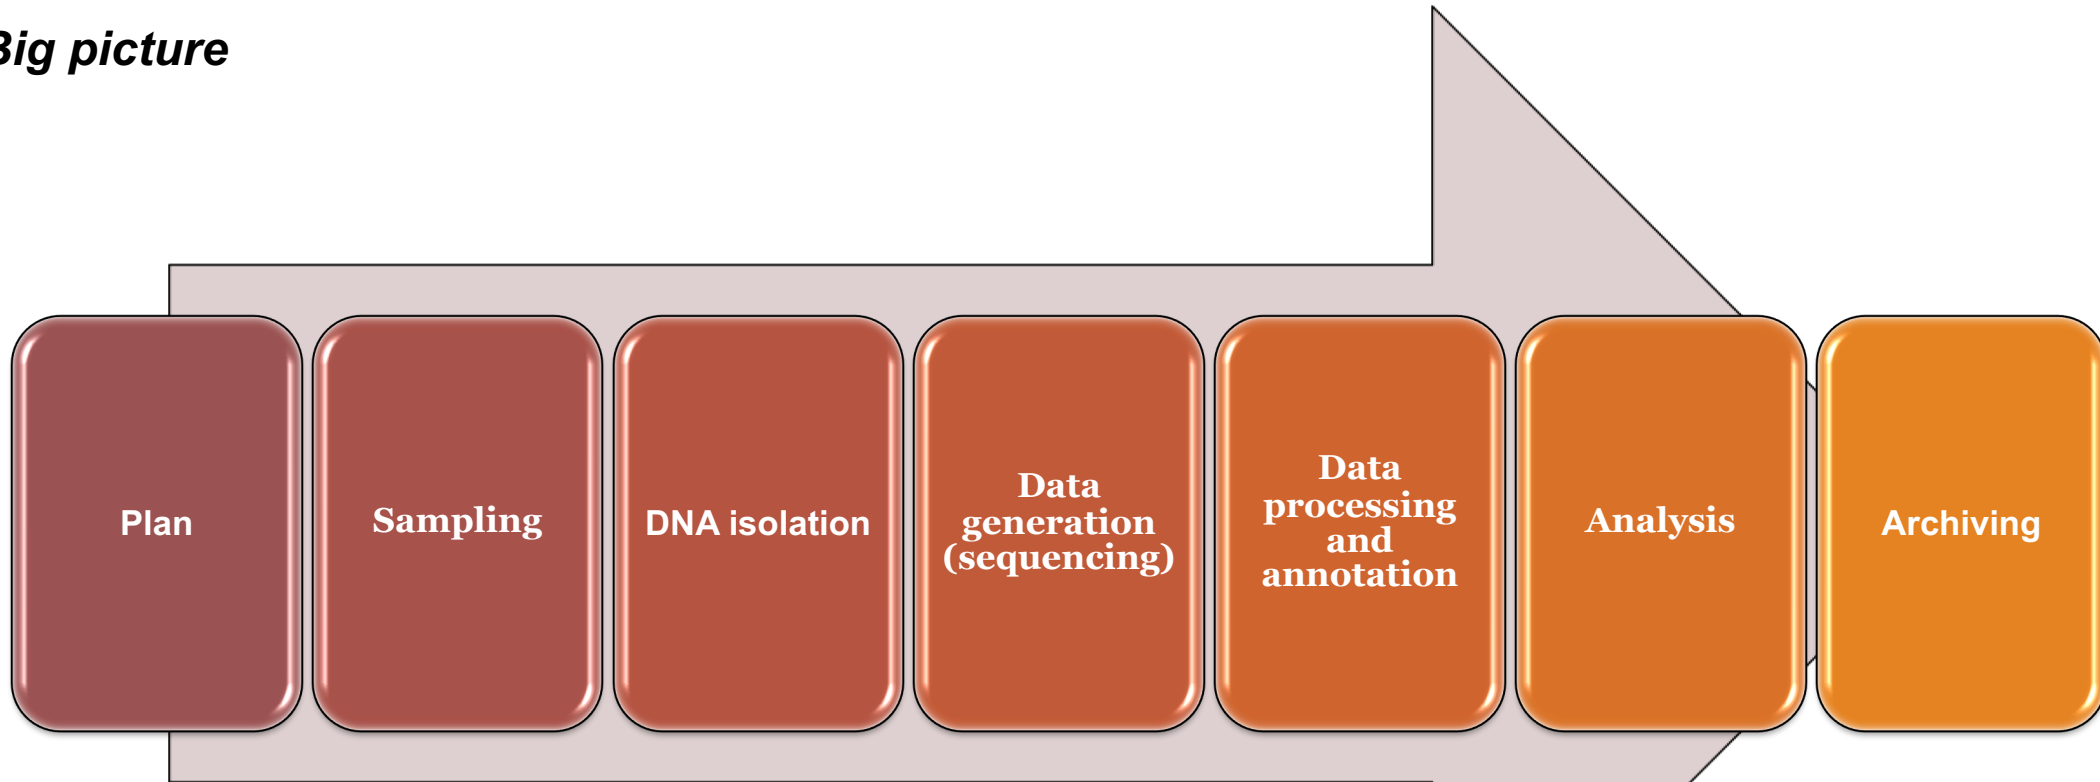 Big picture
Plan
Sampling
DNA isolation
Data
generation
(sequencing)
Data
processing
and
annotation
Analysis
Archiving